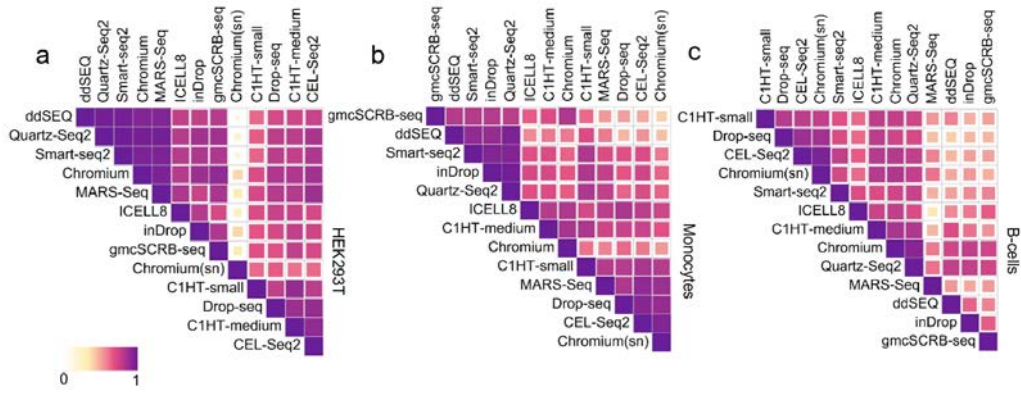 a
ddSEQ
Quartz-Seq2
Smart-seq2
Chromium
MARS-Seq
ICELL8
inDrop
gmcSCRB-seq
Chromium(sn)
C1HT-small
Drop-seq
C1HT-medium
CEL-Seq2
ddSEQ
Quartz-Seq2
Smart-seq2
Chromium
MARS-Seq
ICELL8
inDrop
gmcSCRB-seq
Chromium(sn)
C1HT-small
Drop-seq
C1HT-medium
CEL-Seq2
HEK293T
0
1
b
gmcSCRB-seq
ddSEQ
Smart-seq2
inDrop
Quartz-Seq2
ICELL8
C1HT-medium
Chromium
C1HT-small
MARS-Seq
Drop-seq
CEL-Seq2
Chromium(sn)
gmcSCRB-seq
ddSEQ
Smart-seq2
inDrop
Quartz-Seq2
ICELL8
C1HT-medium
Chromium
C1HT-small
MARS-Seq
Drop-seq
CEL-Seq2
Chromium(sn)
Monocytes
c
C1HT-small
Drop-seq
CEL-Seq2
Chromium(sn)
Smart-seq2
ICELL8
C1HT-medium
Chromium
Quartz-Seq2
MARS-Seq
ddSEQ
inDrop
gmcSCRB-seq
C1HT-small
Drop-seq
CEL-Seq2
Chromium(sn)
Smart-seq2
ICELL8
C1HT-medium
Chromium
Quartz-Seq2
MARS-Seq
ddSEQ
inDrop
gmcSCRB-seq
B-cells